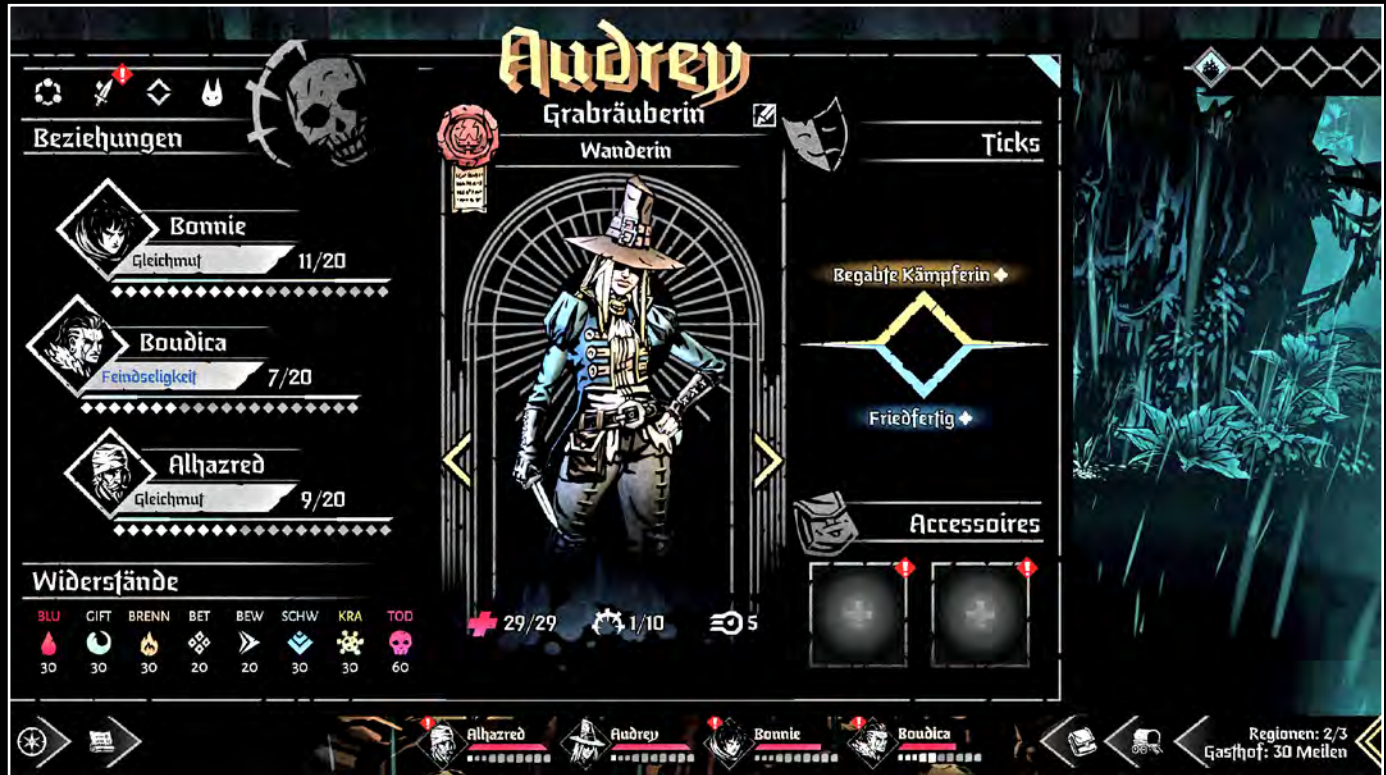 Audrey
Grabräuberin
Wanderin
Beziehungen
Bonnie
Gleichmut 11/20
Boudica
Feindseligkeit 7/20
Alhazred
Gleichmut 9/20
Widerstände
BLU GIFT BRENN BET BEW SCHW KRA TOD
30 30 30 20 20 30 30 60
29/29 1/10 5
Ticks
Begabte Kämpferin
Friedfertig
Accessoires
Alhazred Audrey Bonnie Boudica
Regionen: 2/3
Gasthof: 30 Meilen